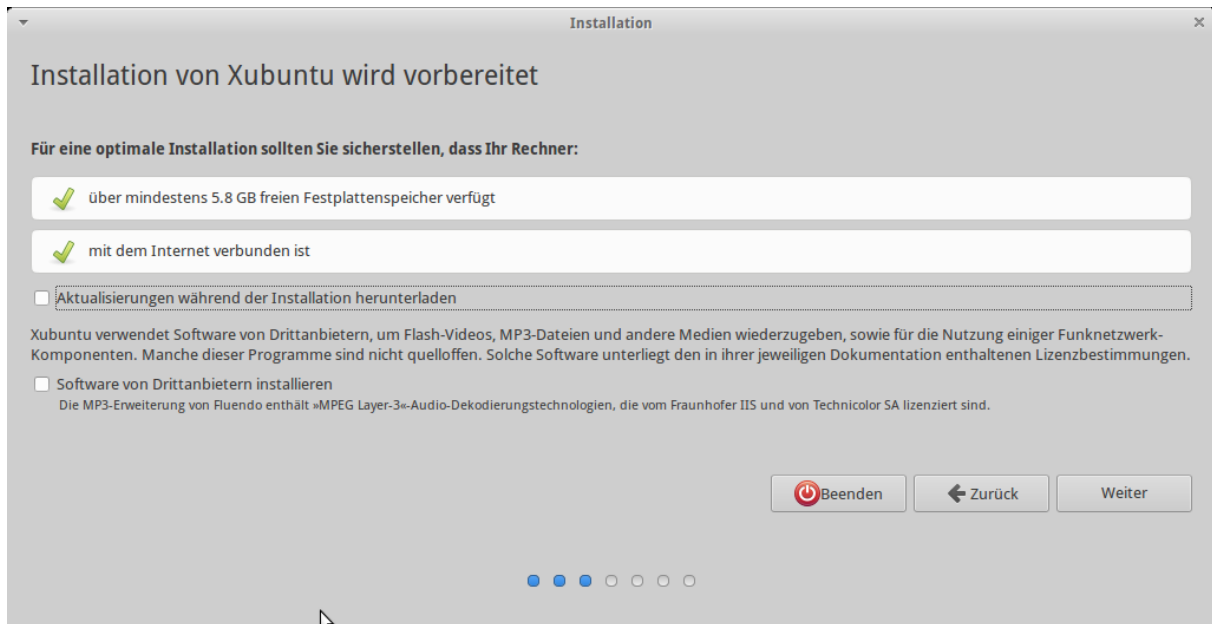 Installation
Installation von Xubuntu wird vorbereitet
Für eine optimale Installation sollten Sie sicherstellen, dass Ihr Rechner:
über mindestens 5.8 GB freien Festplattenspeicher verfügt
mit dem Internet verbunden ist
Aktualisierungen während der Installation herunterladen
Xubuntu verwendet Software von Drittanbietern, um Flash-Videos, MP3-Dateien und andere Medien wiederzugeben, sowie für die Nutzung einiger Funknetzwerk-
Komponenten. Manche dieser Programme sind nicht quelloffen. Solche Software unterliegt den in ihrer jeweiligen Dokumentation enthaltenen Lizenzbestimmungen.
Software von Drittanbietern installieren
Die MP3-Erweiterung von Fluendo enthält »MPEG Layer-3«-Audio-Dekodierungstechnologien, die vom Fraunhofer IIS und von Technicolor SA lizenziert sind.
Beenden
Zurück
Weiter